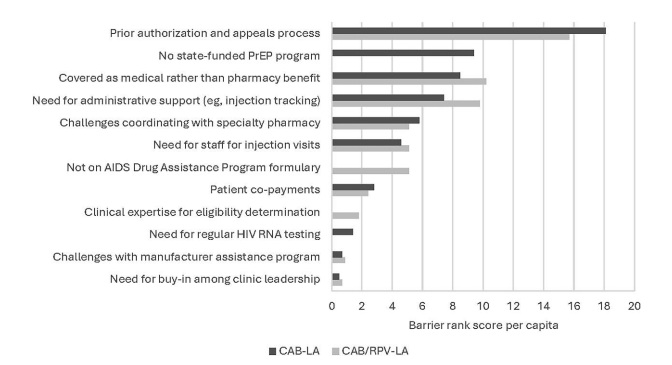 Prior authorization and appeals process
No state-funded PrEP program
Covered as medical rather than pharmacy benefit
Need for administrative support (eg, injection tracking)
Challenges coordinating with specialty pharmacy
Need for staff for injection visits
Not on AIDS Drug Assistance Program formulary
Patient co-payments
Clinical expertise for eligibility determination
Need for regular HIV RNA testing
Challenges with manufacturer assistance program
Need for buy-in among clinic leadership
0 2 4 6 8 10 12 14 16 18 20
Barrier rank score per capita
CAB-LA CAB/RPV-LA